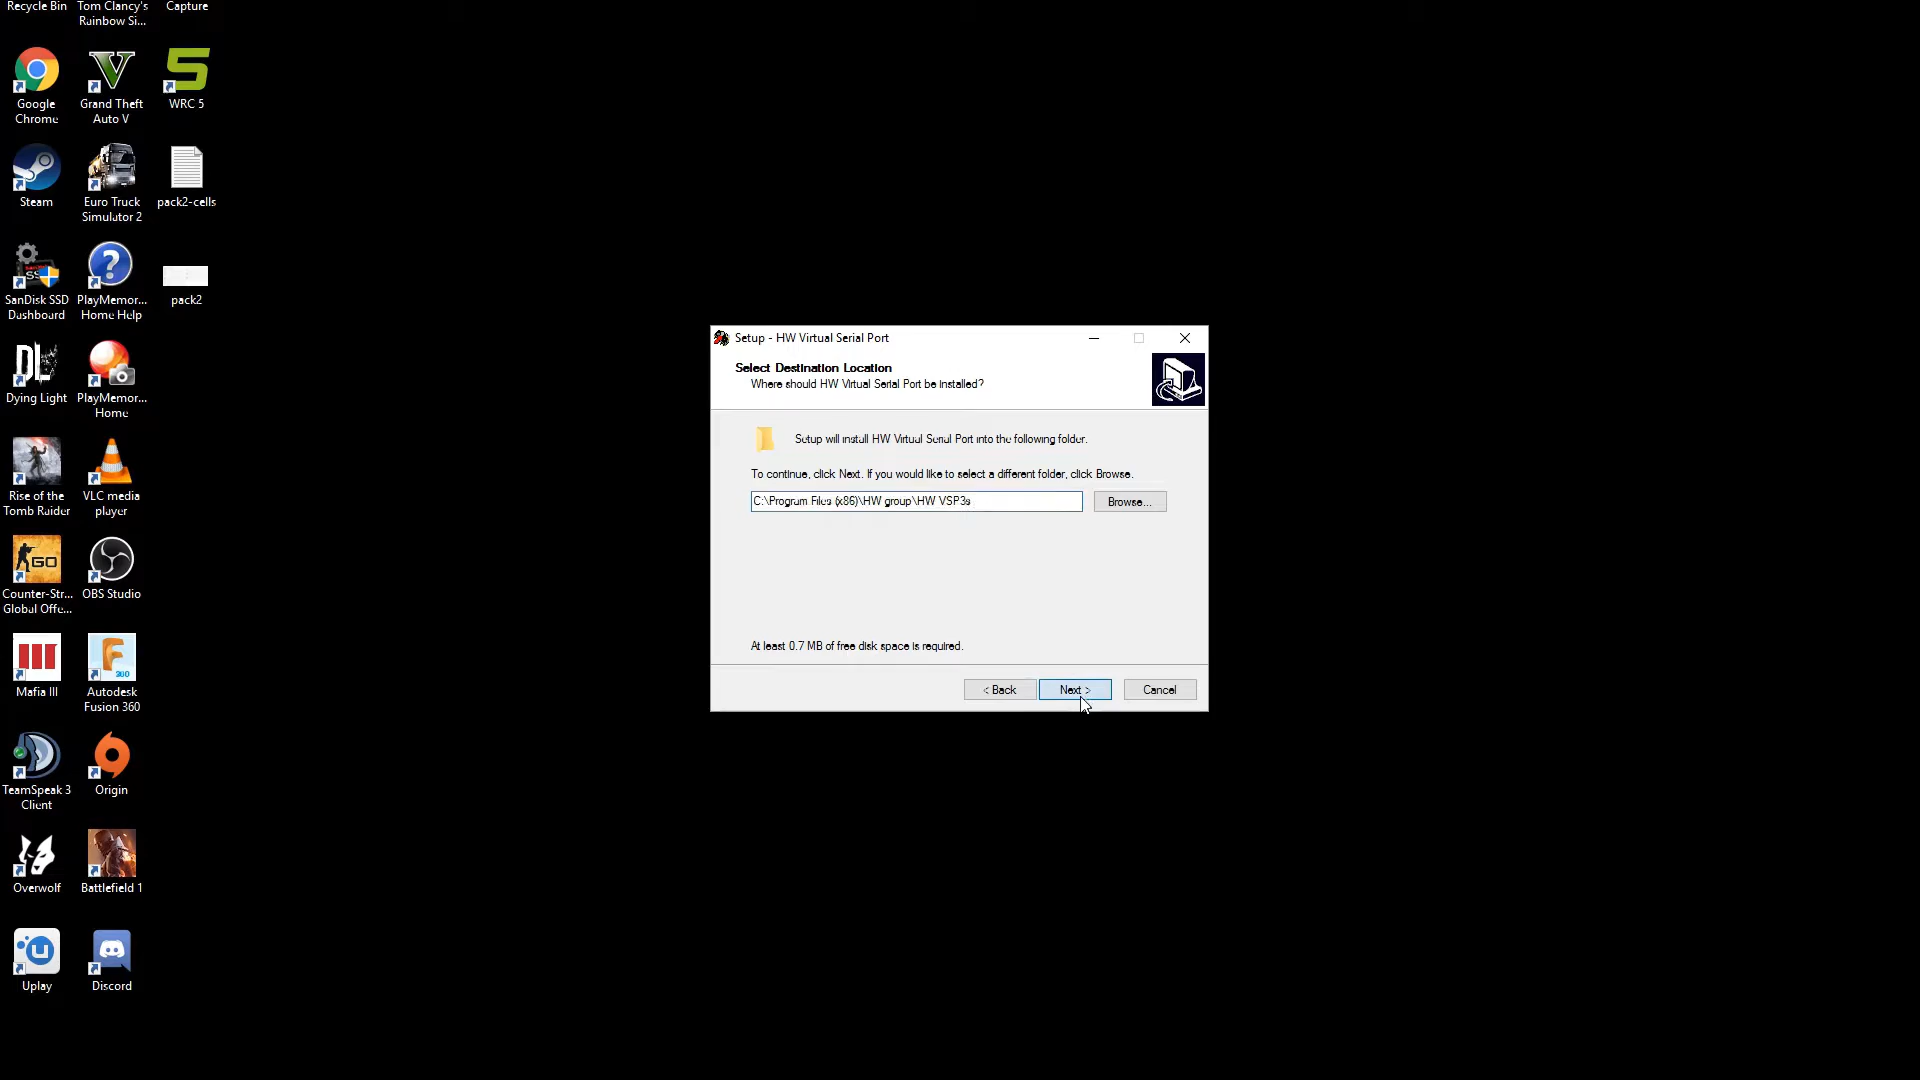 Recycle Bin
Tom Clancy's
Rainbow Si...
Capture
Google
Chrome
Grand Theft
Auto V
WRC 5
Steam
Euro Truck
Simulator 2
pack2-cells
SanDisk SSD
Dashboard
PlayMemor...
Home Help
pack2
DL
Dying Light
PlayMemor...
Home
Rise of the
Tomb Raider
VLC media
player
GO
Counter-Str...
Global Offe...
OBS Studio
Mafia III
360
Autodesk
Fusion 360
TeamSpeak 3
Client
Origin
Overwolf
Battlefield 1
Uplay
Discord
Setup - HW Virtual Serial Port
Select Destination Location
Where should HW Virtual Serial Port be installed?
Setup will install HW Virtual Serial Port into the following folder.
To continue, click Next. If you would like to select a different folder, click Browse.
C:\Program Files (x86)\HW group\HW VSP3s
Browse...
At least 0.7 MB of free disk space is required.
< Back
Next >
Cancel